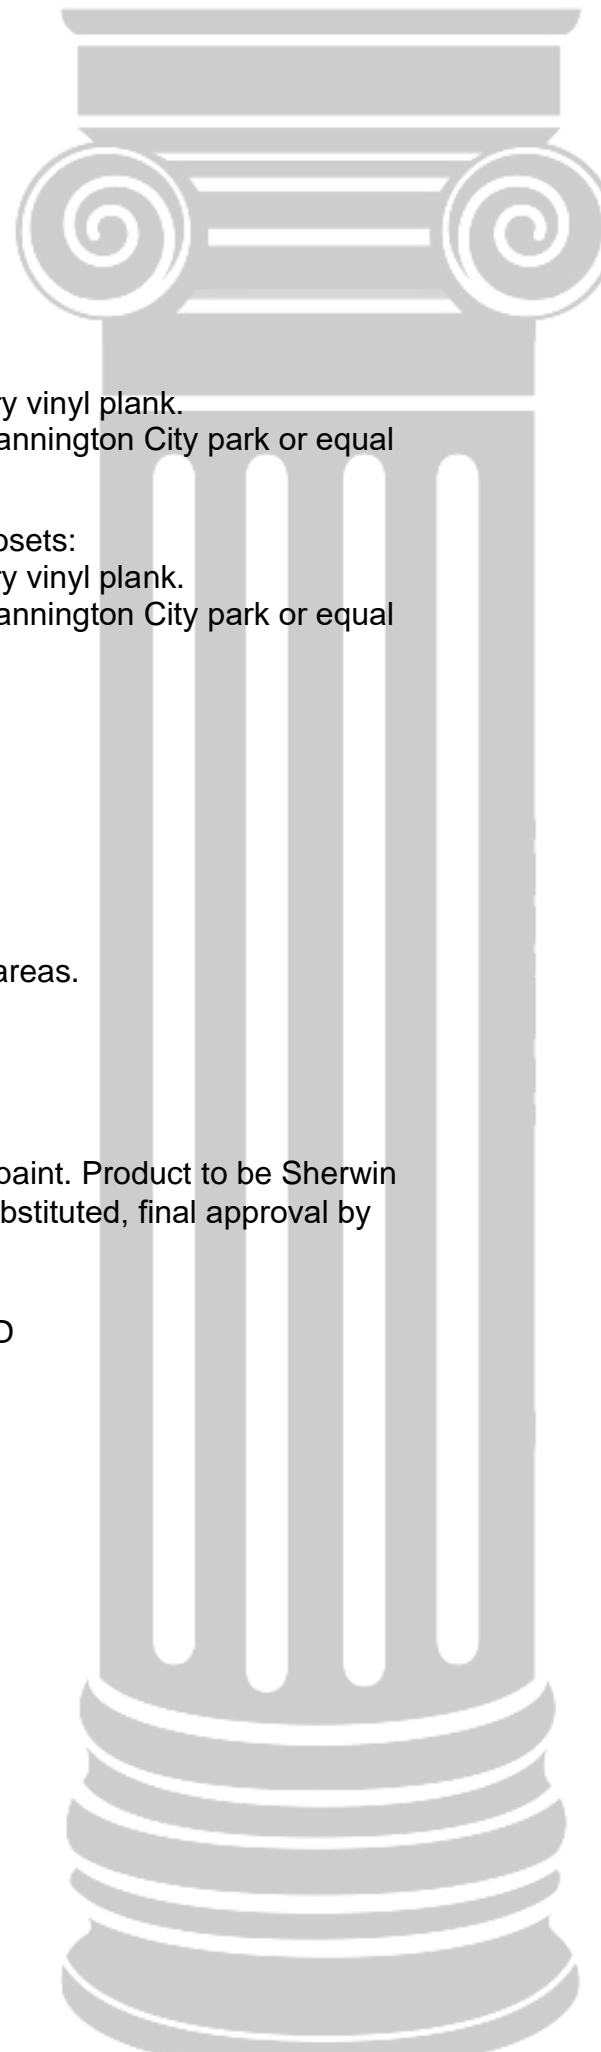 ry vinyl plank.
annington City park or equal
osets:
ry vinyl plank.
annington City park or equal
areas.
paint. Product to be Sherwin
bstituted, final approval by
D